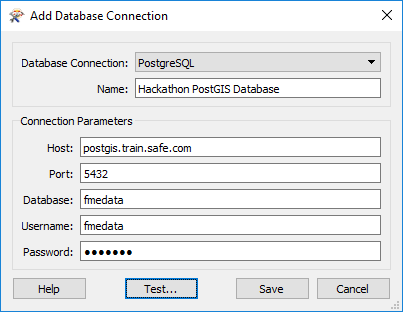 Add Database Connection
Database Connection: PostgreSQL
Name: Hackathon PostGIS Database
Connection Parameters
Host: postgis.train.safe.com
Port: 5432
Database: fmedata
Username: fmedata
Password: ●●●●●●●
Help Test... Save Cancel